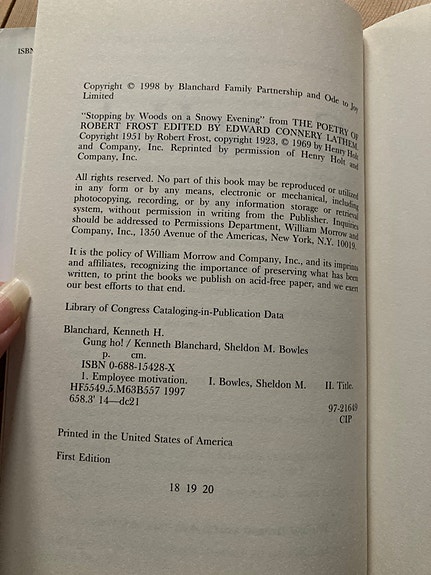 ISBN
Copyright © 1998 by Blanchard Family Partnership and Ode to Joy
Limited
"Stopping by Woods on a Snowy Evening" from THE POETRY OF
ROBERT FROST EDITED BY EDWARD CONNERY LATHEM,
Copyright 1951 by Robert Frost, copyright 1923, © 1969 by Henry Holt
and Company, Inc. Reprinted by permission of Henry Holt and
Company, Inc.
All rights reserved. No part of this book may be reproduced or utilized
in any form or by any means, electronic or mechanical, including
photocopying, recording, or by any information storage or retrieval
system, without permission in writing from the Publisher. Inquiries
should be addressed to Permissions Department, William Morrow and
Company, Inc., 1350 Avenue of the Americas, New York, N.Y. 10019.
It is the policy of William Morrow and Company, Inc., and its imprints
and affiliates, recognizing the importance of preserving what has been
written, to print the books we publish on acid-free paper, and we exert
our best efforts to that end.
Library of Congress Cataloging-in-Publication Data
Blanchard, Kenneth H.
Gung ho! / Kenneth Blanchard, Sheldon M. Bowles
p. cm.
ISBN 0-688-15428-X
1. Employee motivation. I. Bowles, Sheldon M. II. Title.
HF5549.5.M63B557 1997
658.3' 14—dc21 97-21649
CIP
Printed in the United States of America
First Edition
18 19 20